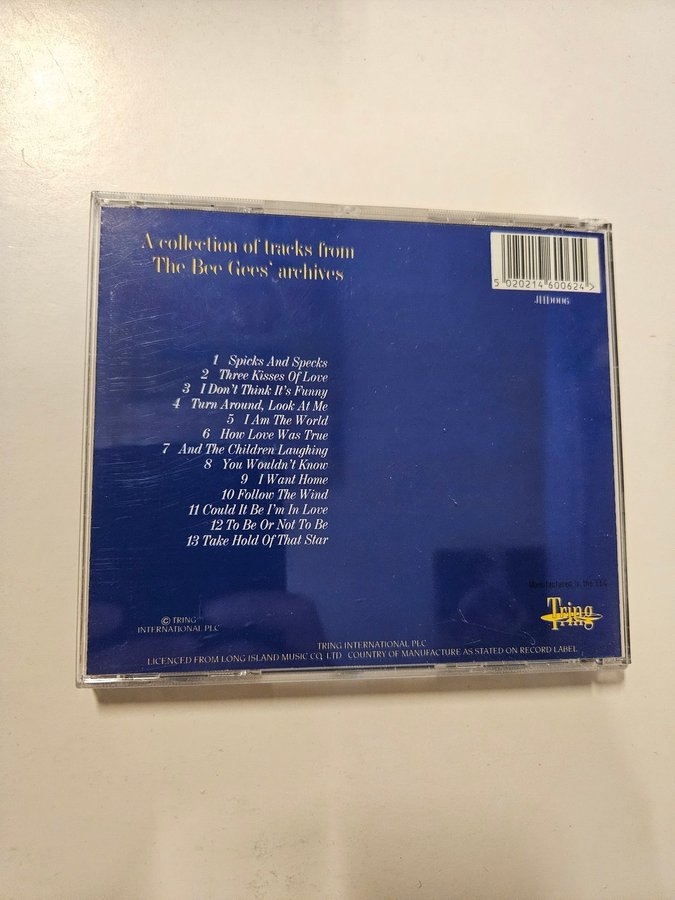 A collection of tracks from
The Bee Gees' archives
5 020214 600624 >
JHD006
1 Spicks And Specks
2 Three Kisses Of Love
3 I Don't Think It's Funny
4 Turn Around, Look At Me
5 I Am The World
6 How Love Was True
7 And The Children Laughing
8 You Wouldn't Know
9 I Want Home
10 Follow The Wind
11 Could It Be I'm In Love
12 To Be Or Not To Be
13 Take Hold Of That Star
Manufactured in the EEC
Tring
© TRING
INTERNATIONAL PLC
TRING INTERNATIONAL PLC
LICENCED FROM LONG ISLAND MUSIC CO, LTD COUNTRY OF MANUFACTURE AS STATED ON RECORD LABEL